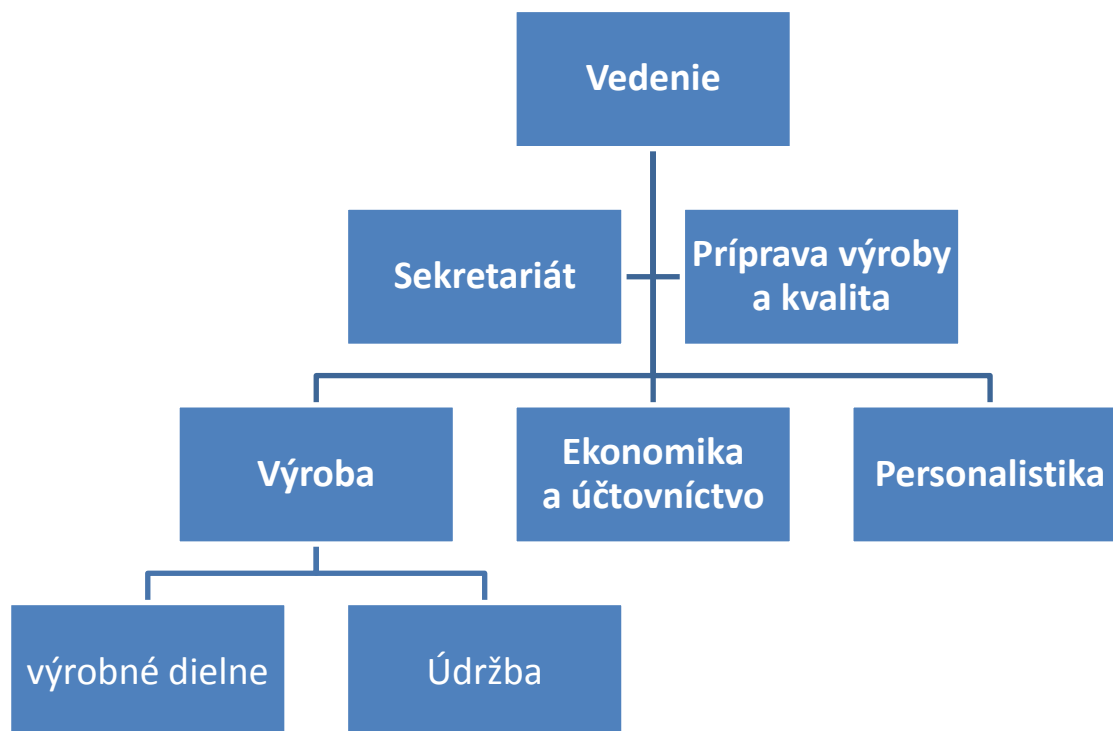 Vedenie
Sekretariát
Príprava výroby
a kvalita
Výroba
Ekonomika
a účtovníctvo
Personalistika
výrobné dielne
Údržba